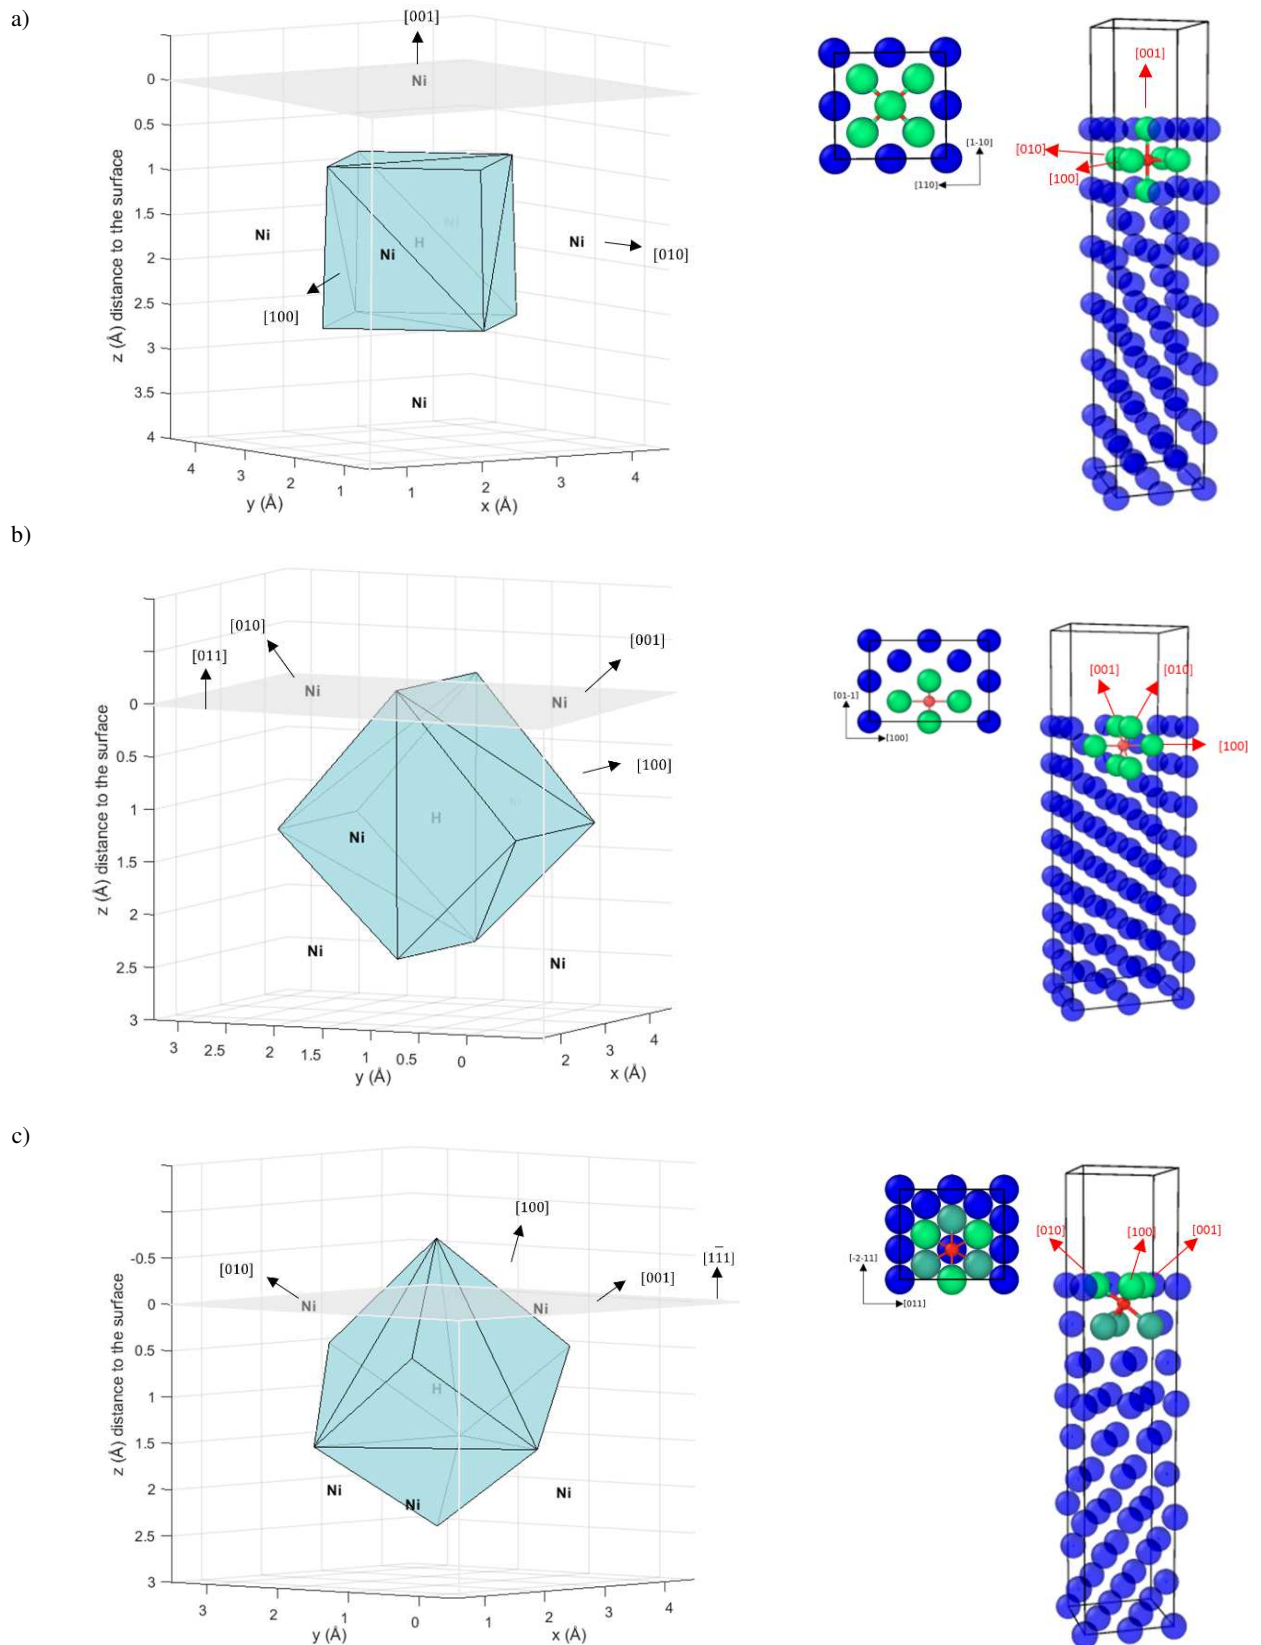 a)
[001]
Ni
0
0.5
1
1.5
2
2.5
3
3.5
4
z (Å) distance to the surface
Ni
Ni
H
Ni
Ni
[010]
[100]
Ni
4
3
2
1
y (Å)
1
2
3
4
x (Å)
[1-10]
[110]
[001]
[010]
[100]
b)
[010]
[001]
[011]
Ni
Ni
0
0.5
1
1.5
2
2.5
3
z (Å) distance to the surface
[100]
Ni
H
Ni
Ni
Ni
3
2.5
2
1.5
1
0.5
0
y (Å)
2
3
4
x (Å)
[01-1]
[100]
[001]
[010]
[100]
c)
[100]
[010]
[001]
[1̅1̅1]
Ni
Ni
-0.5
0
0.5
1
1.5
2
2.5
3
z (Å) distance to the surface
H
Ni
Ni
Ni
3
2
1
0
y (Å)
1
2
3
4
x (Å)
[-2-11]
[011]
[010]
[100]
[001]